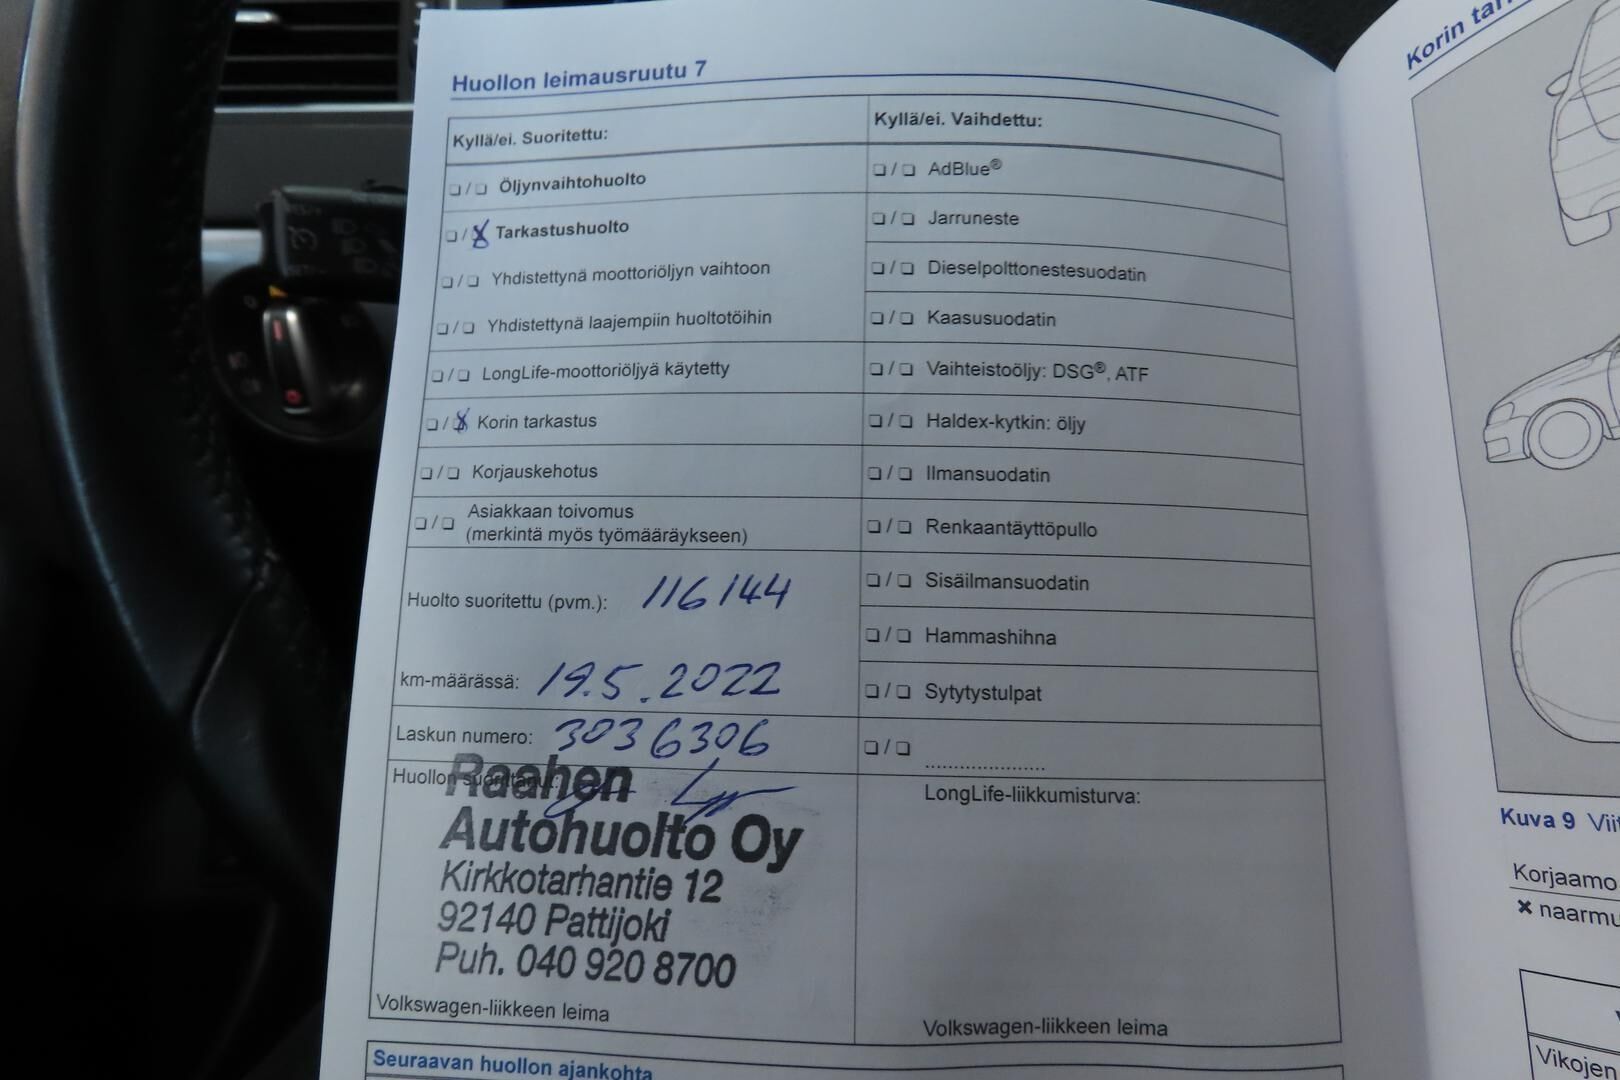 Huollon leimausruutu 7
Kyllä/ei. Suoritettu:
❏ / ❏ Öljynvaihtohuolto
❏ / ☒ Tarkastushuolto
❏ / ❏ Yhdistettynä moottoriöljyn vaihtoon
❏ / ❏ Yhdistettynä laajempiin huoltotöihin
❏ / ❏ LongLife-moottoriöljyä käytetty
❏ / ☒ Korin tarkastus
❏ / ❏ Korjauskehotus
❏ / ❏ Asiakkaan toivomus
(merkintä myös työmääräykseen)
Huolto suoritettu (pvm.): 116144
km-määrässä: 19.5.2022
Laskun numero: 3036306
Huollon suorittanut:
Raahen
Autohuolto Oy
Kirkkotarhantie 12
92140 Pattijoki
Puh. 040 920 8700
Volkswagen-liikkeen leima
Kyllä/ei. Vaihdettu:
❏ / ❏ AdBlue®
❏ / ❏ Jarruneste
❏ / ❏ Dieselpolttonestesuodatin
❏ / ❏ Kaasusuodatin
❏ / ❏ Vaihteistoöljy: DSG®, ATF
❏ / ❏ Haldex-kytkin: öljy
❏ / ❏ Ilmansuodatin
❏ / ❏ Renkaantäyttöpullo
❏ / ❏ Sisäilmansuodatin
❏ / ❏ Hammashihna
❏ / ❏ Sytytystulpat
❏ / ❏ ......................
LongLife-liikkumisturva:
Volkswagen-liikkeen leima
Seuraavan huollon ajankohta
Korin
Kuva 9
Korjaamo
✖
Vikojen